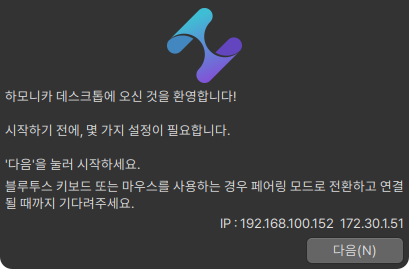 하모니카 데스크톱에 오신 것을 환영합니다!
시작하기 전에, 몇 가지 설정이 필요합니다.
'다음'을 눌러 시작하세요.
블루투스 키보드 또는 마우스를 사용하는 경우 페어링 모드로 전환하고 연결
될 때까지 기다려주세요.
IP : 192.168.100.152  172.30.1.51
다음(N)